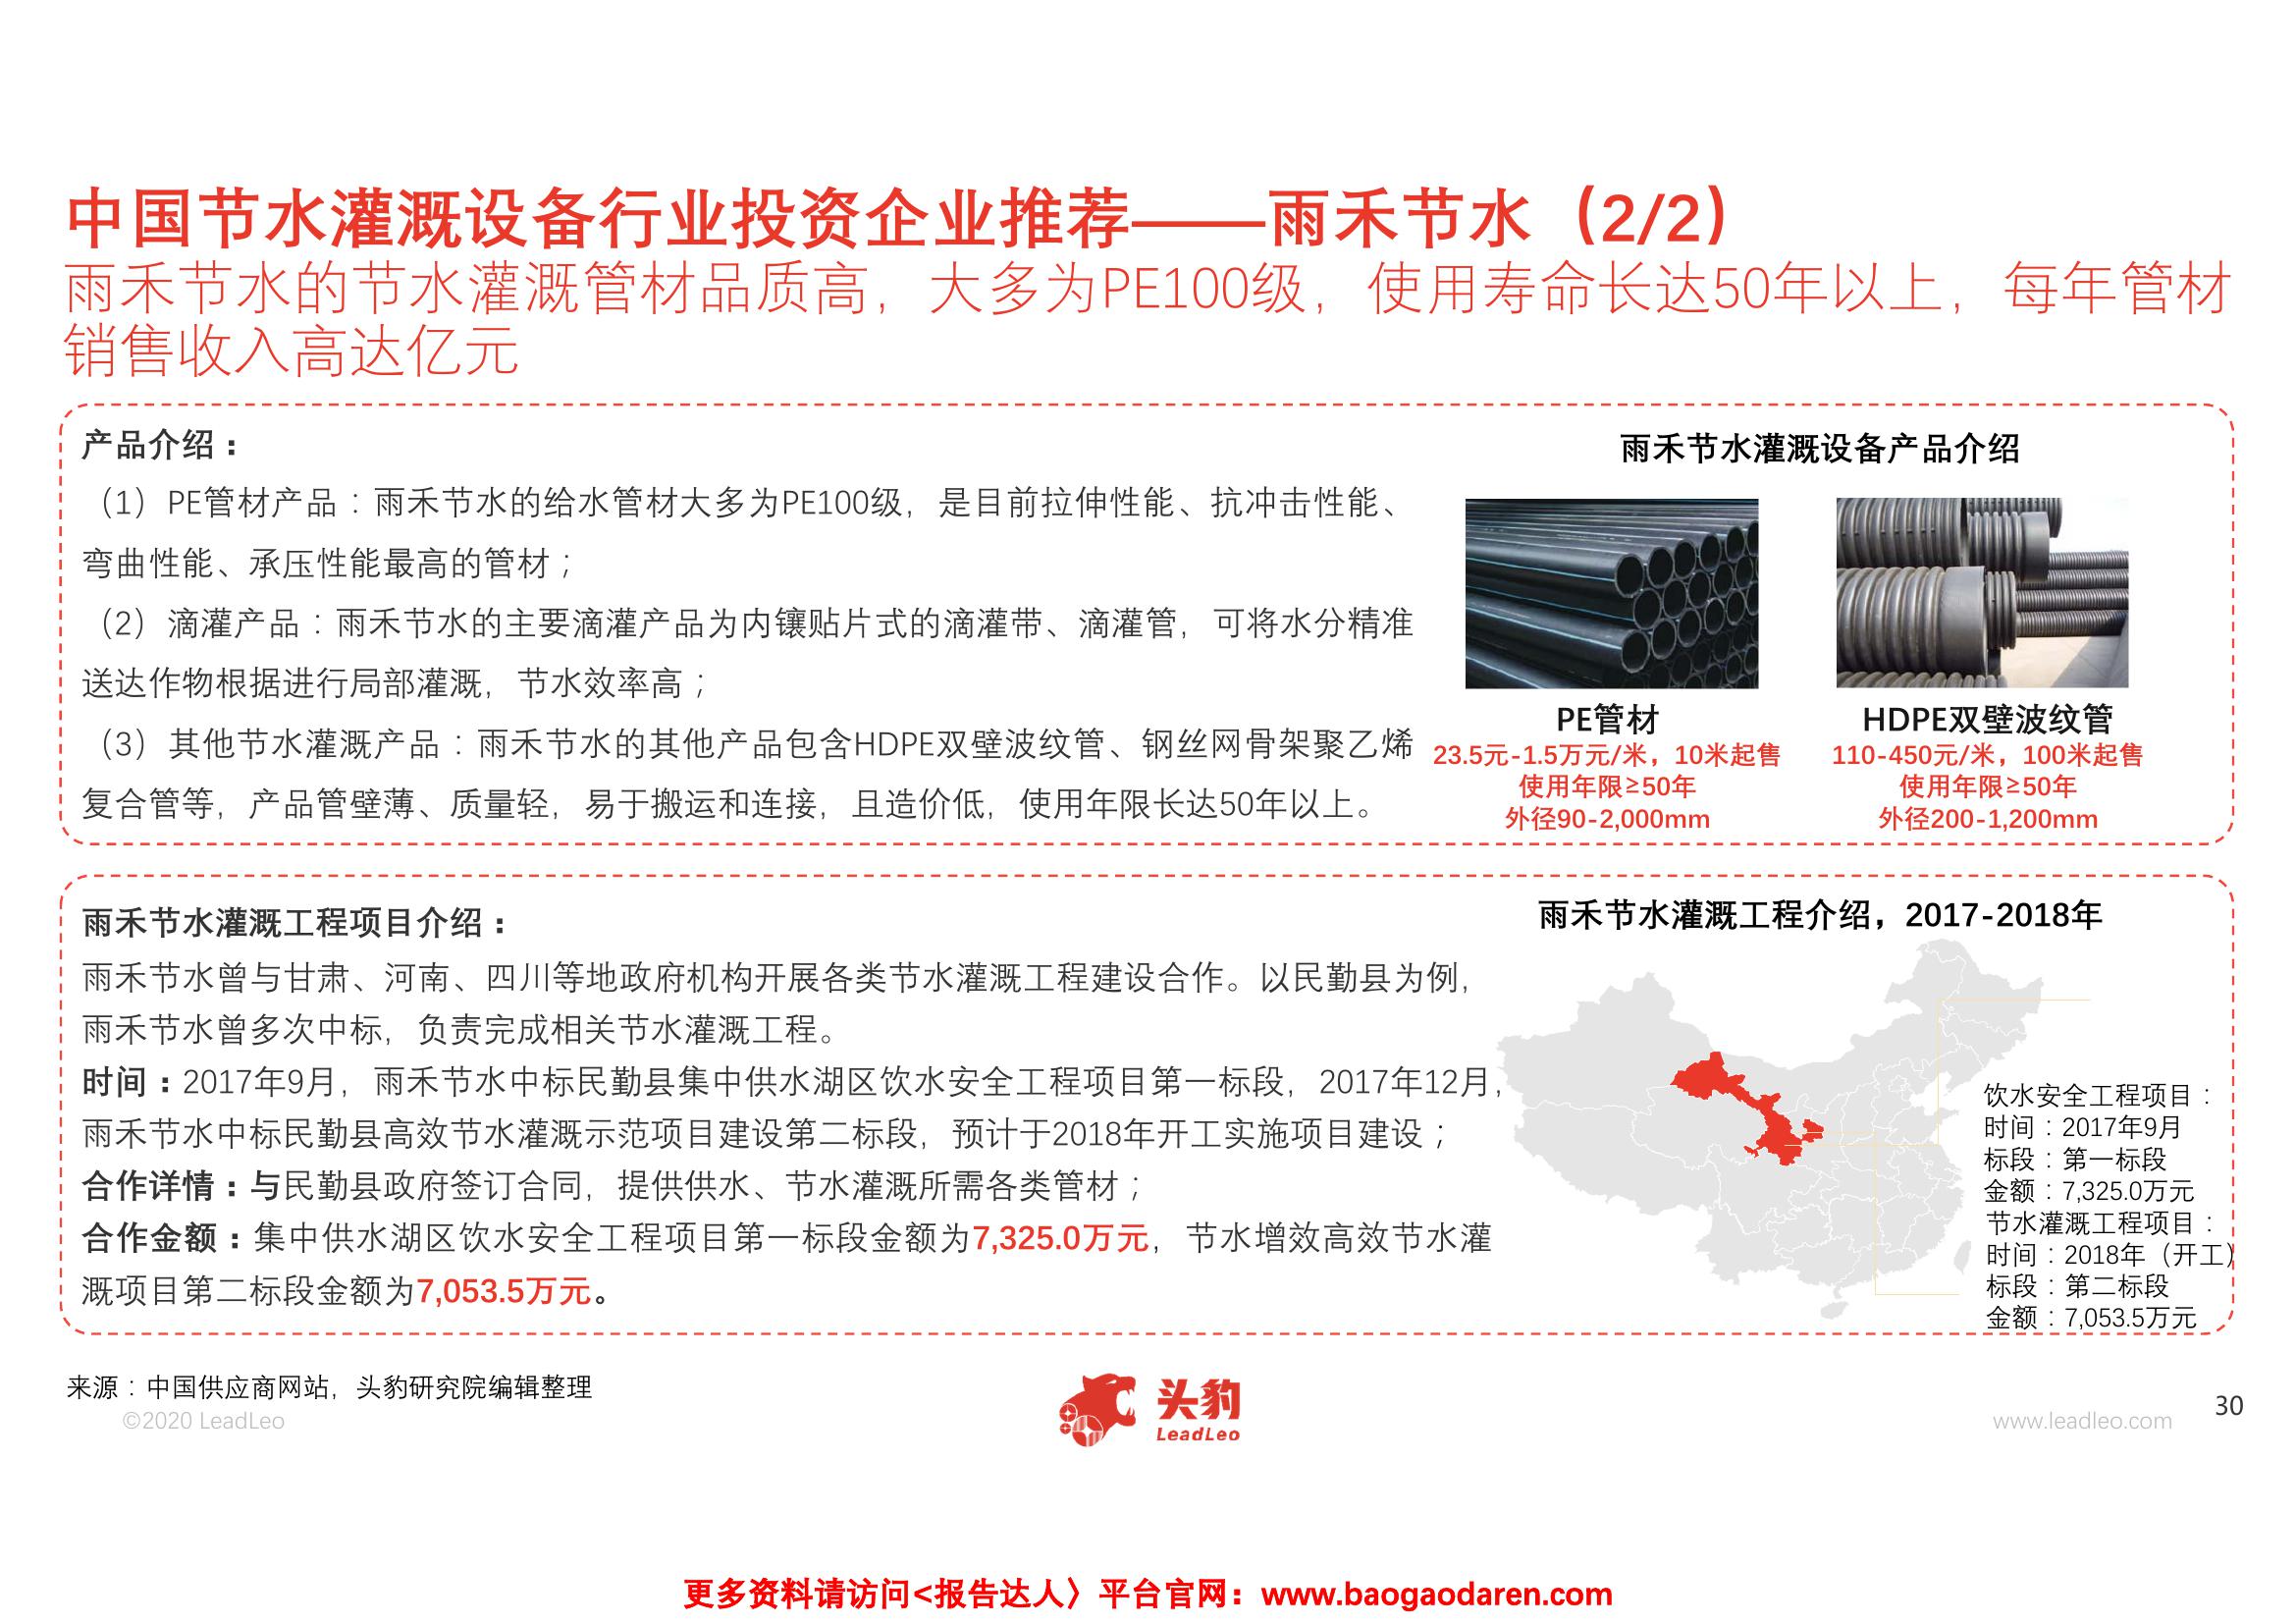 中国节水灌溉设备行业投资企业推荐——雨禾节水（2/2）
雨禾节水的节水灌溉管材品质高，大多为PE100级，使用寿命长达50年以上，每年管材
销售收入高达亿元
产品介绍：
（1）PE管材产品：雨禾节水的给水管材大多为PE100级，是目前拉伸性能、抗冲击性能、
弯曲性能、承压性能最高的管材；
（2）滴灌产品：雨禾节水的主要滴灌产品为内镶贴片式的滴灌带、滴灌管，可将水分精准
送达作物根据进行局部灌溉，节水效率高；
（3）其他节水灌溉产品：雨禾节水的其他产品包含HDPE双壁波纹管、钢丝网骨架聚乙烯
复合管等，产品管壁薄、质量轻，易于搬运和连接，且造价低，使用年限长达50年以上。
雨禾节水灌溉设备产品介绍
PE管材
23.5元-1.5万元/米，10米起售
使用年限≥50年
外径90-2,000mm
HDPE双壁波纹管
110-450元/米，100米起售
使用年限≥50年
外径200-1,200mm
雨禾节水灌溉工程项目介绍：
雨禾节水曾与甘肃、河南、四川等地政府机构开展各类节水灌溉工程建设合作。以民勤县为例，
雨禾节水曾多次中标，负责完成相关节水灌溉工程。
时间：2017年9月，雨禾节水中标民勤县集中供水湖区饮水安全工程项目第一标段，2017年12月，
雨禾节水中标民勤县高效节水灌溉示范项目建设第二标段，预计于2018年开工实施项目建设；
合作详情：与民勤县政府签订合同，提供供水、节水灌溉所需各类管材；
合作金额：集中供水湖区饮水安全工程项目第一标段金额为7,325.0万元，节水增效高效节水灌
溉项目第二标段金额为7,053.5万元。
雨禾节水灌溉工程介绍，2017-2018年
饮水安全工程项目：
时间：2017年9月
标段：第一标段
金额：7,325.0万元
节水灌溉工程项目：
时间：2018年（开工）
标段：第二标段
金额：7,053.5万元
来源：中国供应商网站，头豹研究院编辑整理
©2020 LeadLeo
头豹
LeadLeo
www.leadleo.com
30
更多资料请访问<报告达人〉平台官网：www.baogaodaren.com